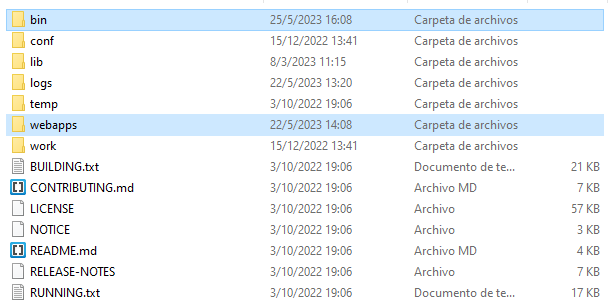 bin 25/5/2023 16:08 Carpeta de archivos
conf 15/12/2022 13:41 Carpeta de archivos
lib 8/3/2023 11:15 Carpeta de archivos
logs 22/5/2023 13:20 Carpeta de archivos
temp 3/10/2022 19:06 Carpeta de archivos
webapps 22/5/2023 14:08 Carpeta de archivos
work 15/12/2022 13:41 Carpeta de archivos
BUILDING.txt 3/10/2022 19:06 Documento de te... 21 KB
CONTRIBUTING.md 3/10/2022 19:06 Archivo MD 7 KB
LICENSE 3/10/2022 19:06 Archivo 57 KB
NOTICE 3/10/2022 19:06 Archivo 3 KB
README.md 3/10/2022 19:06 Archivo MD 4 KB
RELEASE-NOTES 3/10/2022 19:06 Archivo 7 KB
RUNNING.txt 3/10/2022 19:06 Documento de te... 17 KB